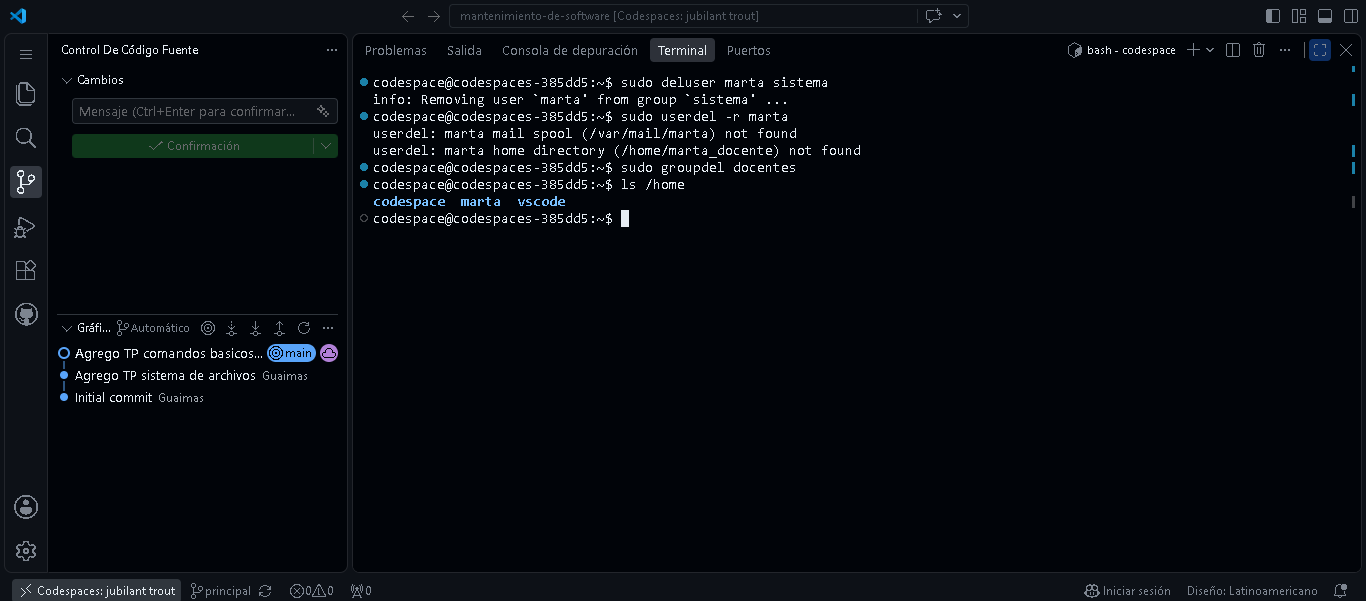 mantenimiento-de-software [Codespaces: jubilant trout]
Control De Código Fuente
Cambios
Mensaje (Ctrl+Enter para confirmar...
Confirmación
Gráfi... Automático
Agrego TP comandos basicos... main
Agrego TP sistema de archivos Guaimas
Initial commit Guaimas
Problemas Salida Consola de depuración Terminal Puertos
bash - codespace
codespace@codespaces-385dd5:~$ sudo deluser marta sistema
info: Removing user `marta' from group `sistema' ...
codespace@codespaces-385dd5:~$ sudo userdel -r marta
userdel: marta mail spool (/var/mail/marta) not found
userdel: marta home directory (/home/marta_docente) not found
codespace@codespaces-385dd5:~$ sudo groupdel docentes
codespace@codespaces-385dd5:~$ ls /home
codespace marta vscode
codespace@codespaces-385dd5:~$
Codespaces: jubilant trout principal 0 0 0 Iniciar sesión Diseño: Latinoamericano